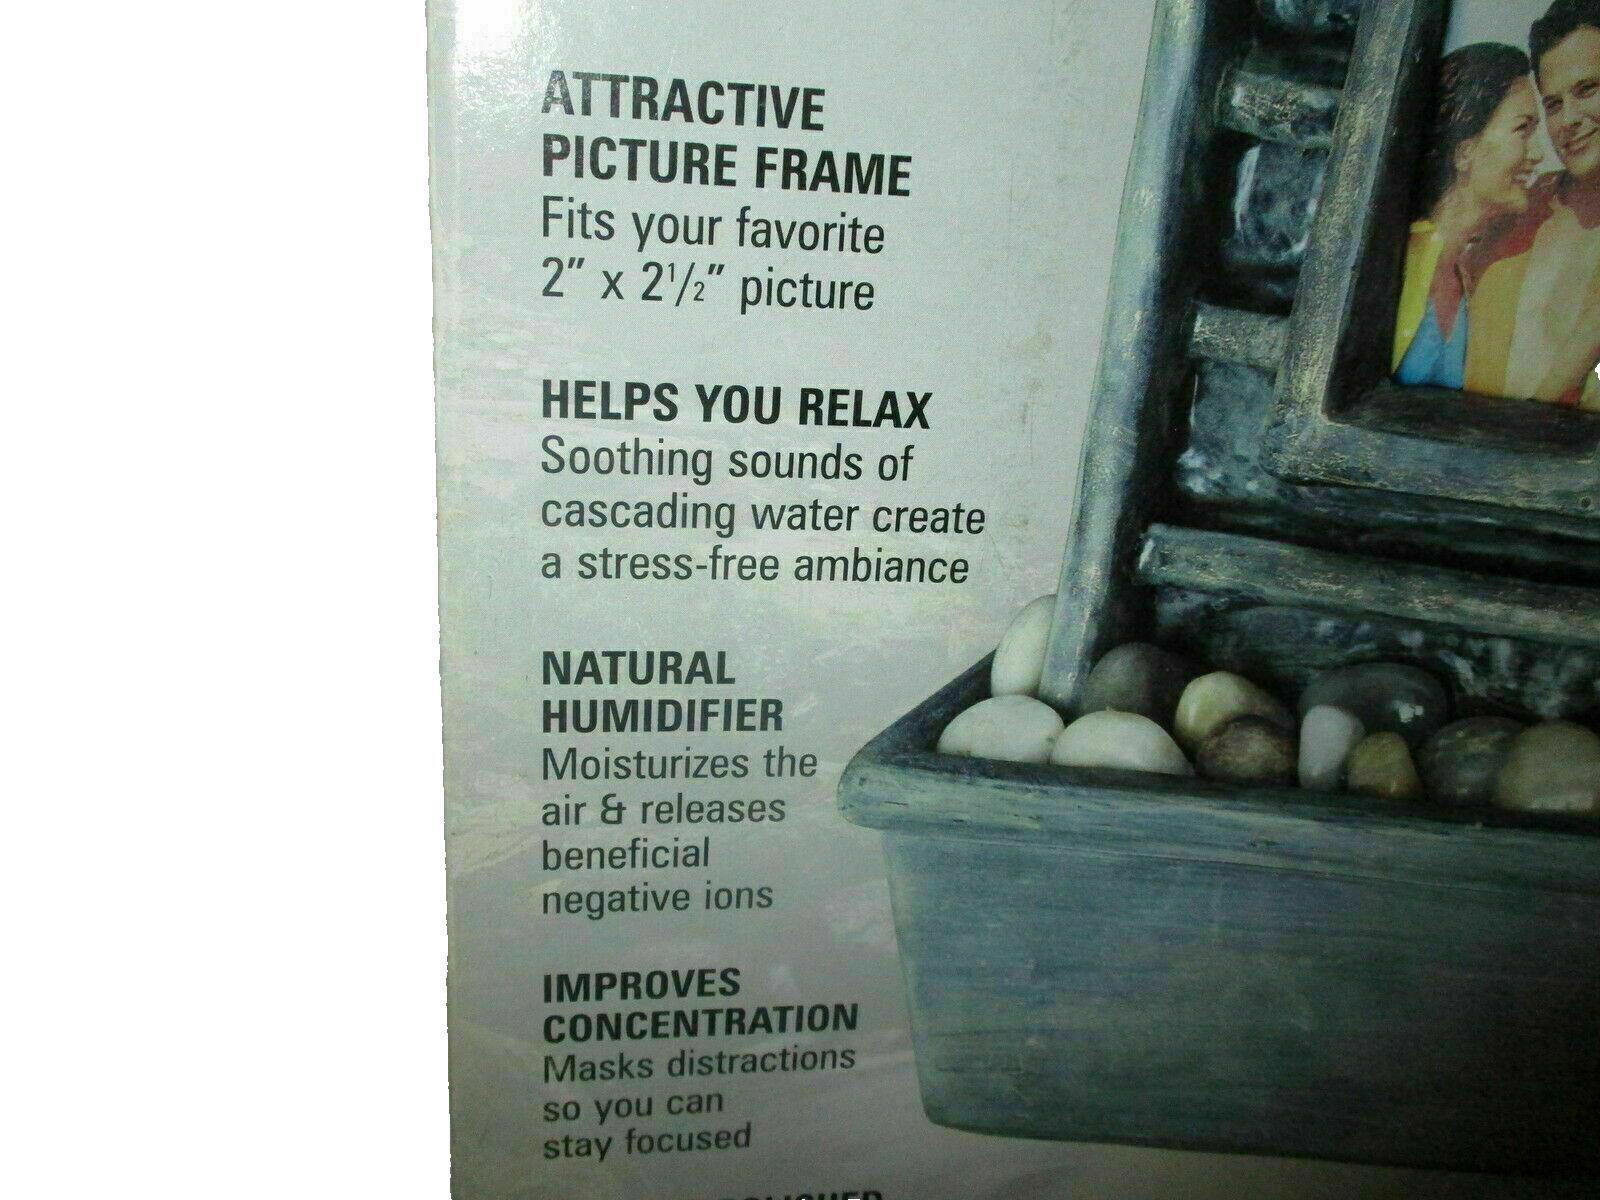 ATTRACTIVE
PICTURE FRAME
Fits your favorite
2" x 2 1/2" picture
HELPS YOU RELAX
Soothing sounds of
cascading water create
a stress-free ambiance
NATURAL
HUMIDIFIER
Moisturizes the
air & releases
beneficial
negative ions
IMPROVES
CONCENTRATION
Masks distractions
so you can
stay focused